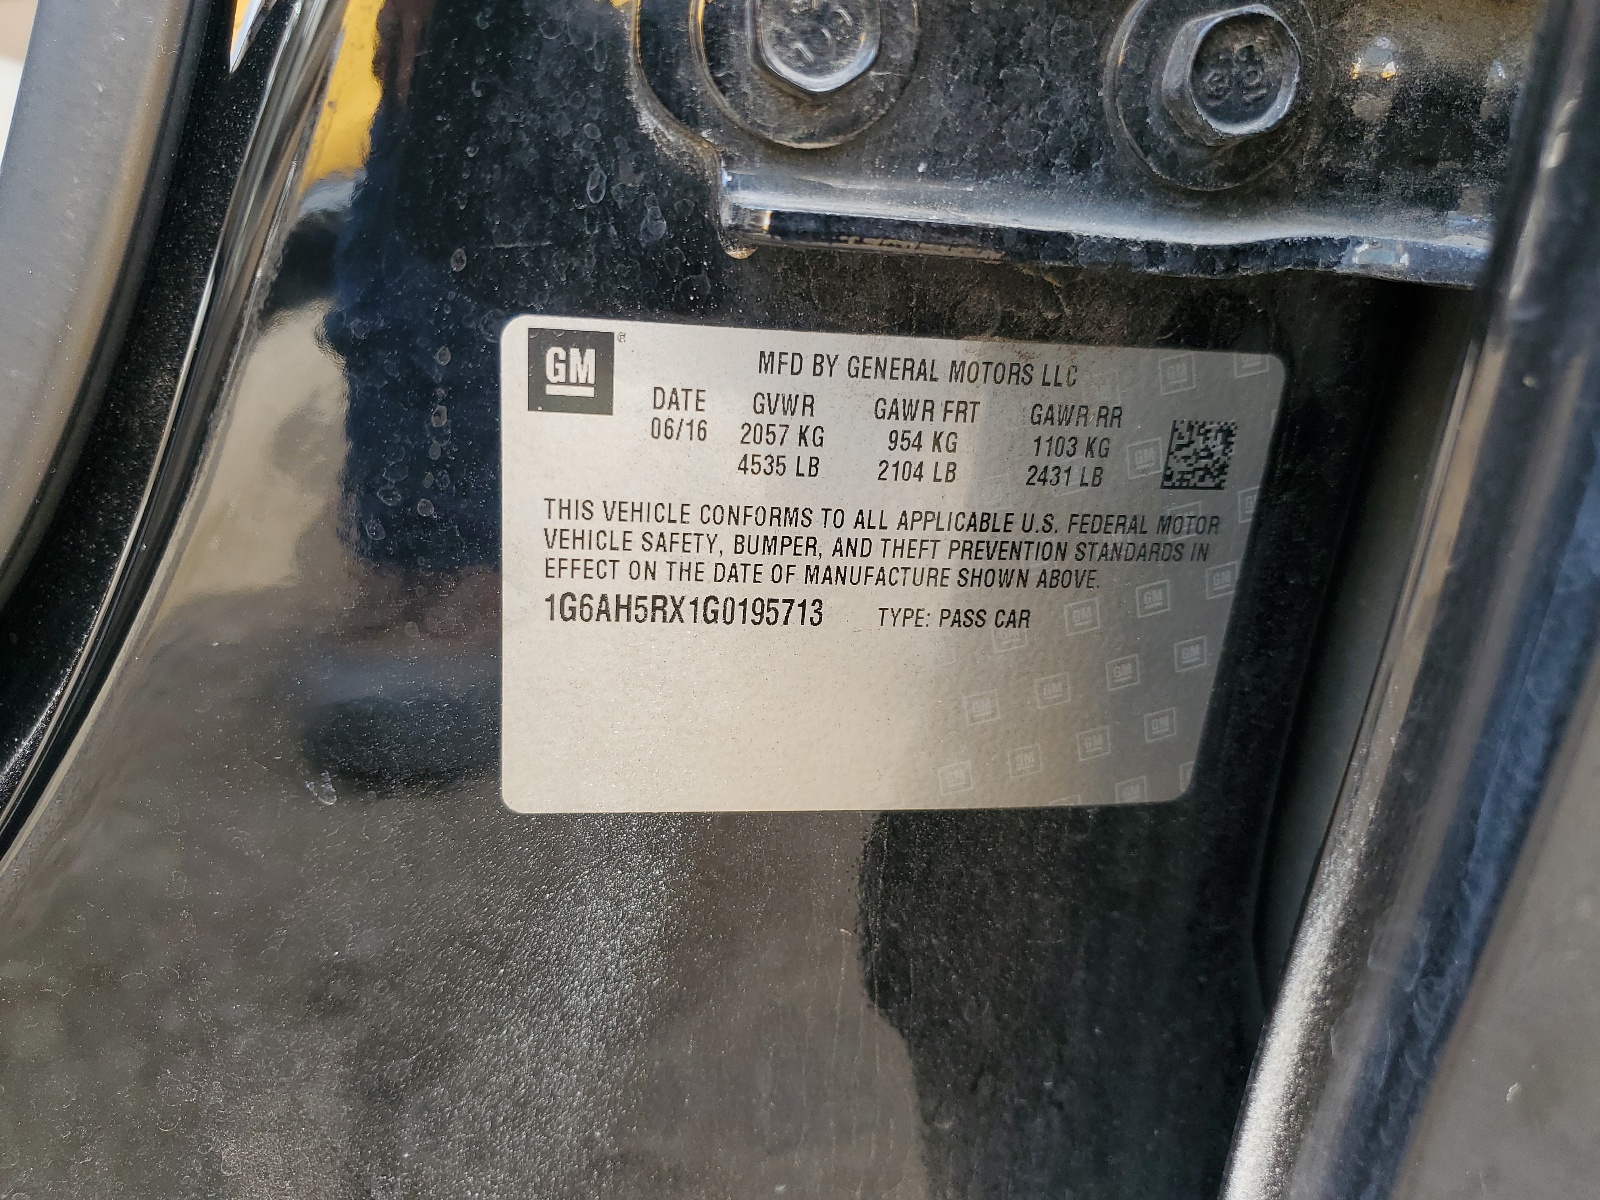 GM ®
MFD BY GENERAL MOTORS LLC
DATE GVWR GAWR FRT GAWR RR
06/16 2057 KG 954 KG 1103 KG
4535 LB 2104 LB 2431 LB
THIS VEHICLE CONFORMS TO ALL APPLICABLE U.S. FEDERAL MOTOR
VEHICLE SAFETY, BUMPER, AND THEFT PREVENTION STANDARDS IN
EFFECT ON THE DATE OF MANUFACTURE SHOWN ABOVE.
1G6AH5RX1G0195713 TYPE: PASS CAR